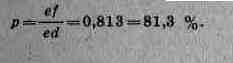 p = ef/ed = 0,813 = 81,3 %.